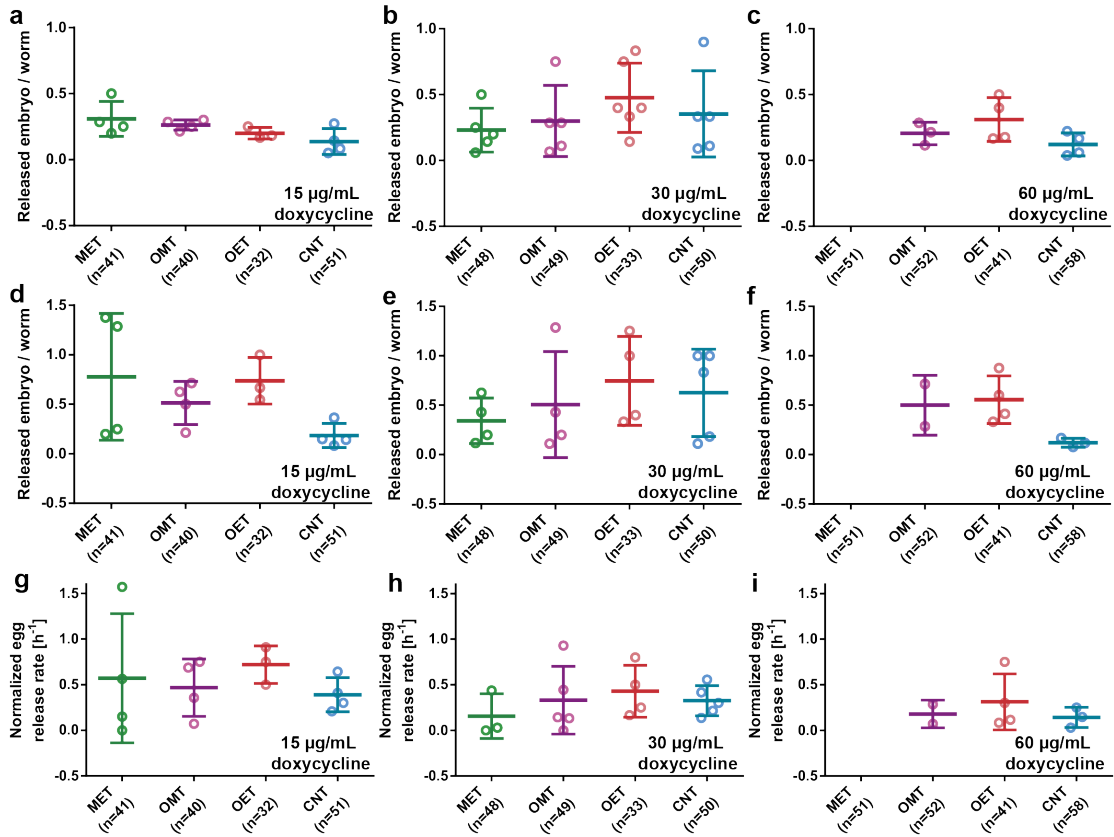 a
Released embryo / worm
1.0
0.5
0.0
-0.5
15 µg/mL
doxycycline
MET
(n=41)
OMT
(n=40)
OET
(n=32)
CNT
(n=51)
b
Released embryo / worm
1.0
0.5
0.0
-0.5
30 µg/mL
doxycycline
MET
(n=48)
OMT
(n=49)
OET
(n=33)
CNT
(n=50)
c
Released embryo / worm
1.0
0.5
0.0
-0.5
60 µg/mL
doxycycline
MET
(n=51)
OMT
(n=52)
OET
(n=41)
CNT
(n=58)
d
Released embryo / worm
1.5
1.0
0.5
0.0
-0.5
15 µg/mL
doxycycline
MET
(n=41)
OMT
(n=40)
OET
(n=32)
CNT
(n=51)
e
Released embryo / worm
1.5
1.0
0.5
0.0
-0.5
30 µg/mL
doxycycline
MET
(n=48)
OMT
(n=49)
OET
(n=33)
CNT
(n=50)
f
Released embryo / worm
1.5
1.0
0.5
0.0
-0.5
60 µg/mL
doxycycline
MET
(n=51)
OMT
(n=52)
OET
(n=41)
CNT
(n=58)
g
Normalized egg
release rate [h⁻¹]
1.5
1.0
0.5
0.0
-0.5
15 µg/mL
doxycycline
MET
(n=41)
OMT
(n=40)
OET
(n=32)
CNT
(n=51)
h
Normalized egg
release rate [h⁻¹]
1.5
1.0
0.5
0.0
-0.5
30 µg/mL
doxycycline
MET
(n=48)
OMT
(n=49)
OET
(n=33)
CNT
(n=50)
i
Normalized egg
release rate [h⁻¹]
1.5
1.0
0.5
0.0
-0.5
60 µg/mL
doxycycline
MET
(n=51)
OMT
(n=52)
OET
(n=41)
CNT
(n=58)